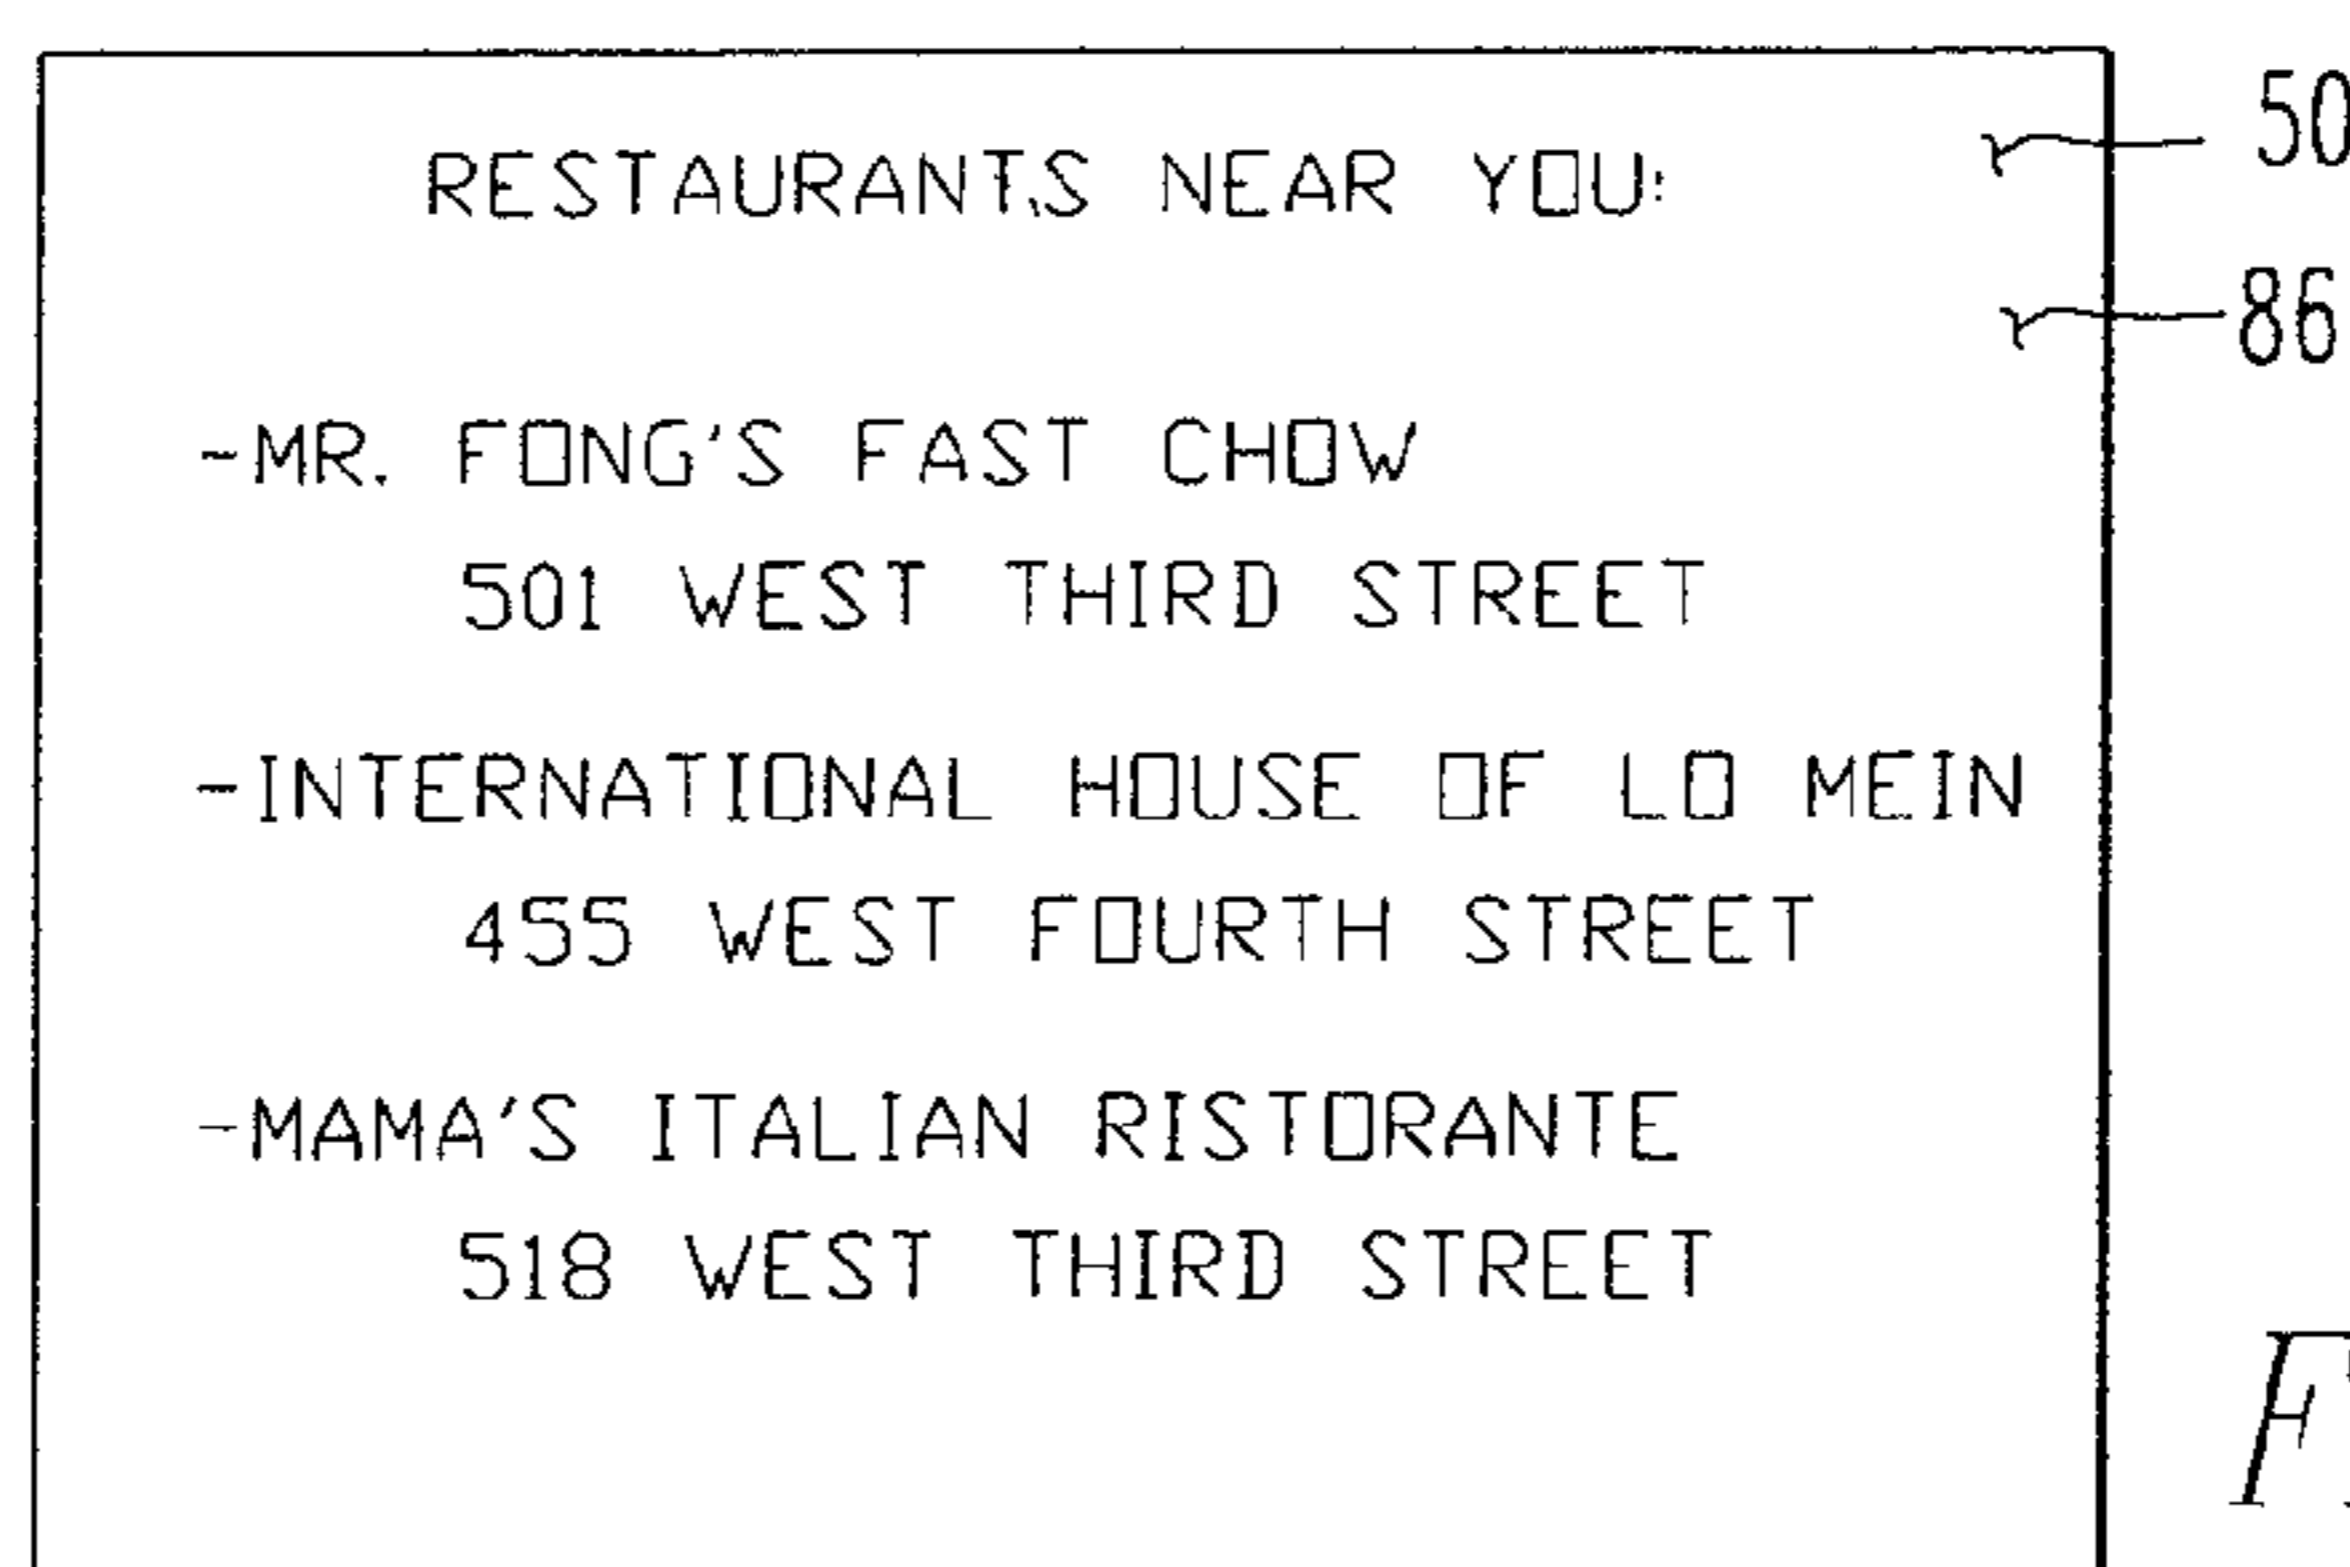 RESTAURANTS NEAR YOU:
50
86
-MR. FONG'S FAST CHOW
501 WEST THIRD STREET
-INTERNATIONAL HOUSE OF LO MEIN
455 WEST FOURTH STREET
-MAMA'S ITALIAN RISTORANTE
518 WEST THIRD STREET